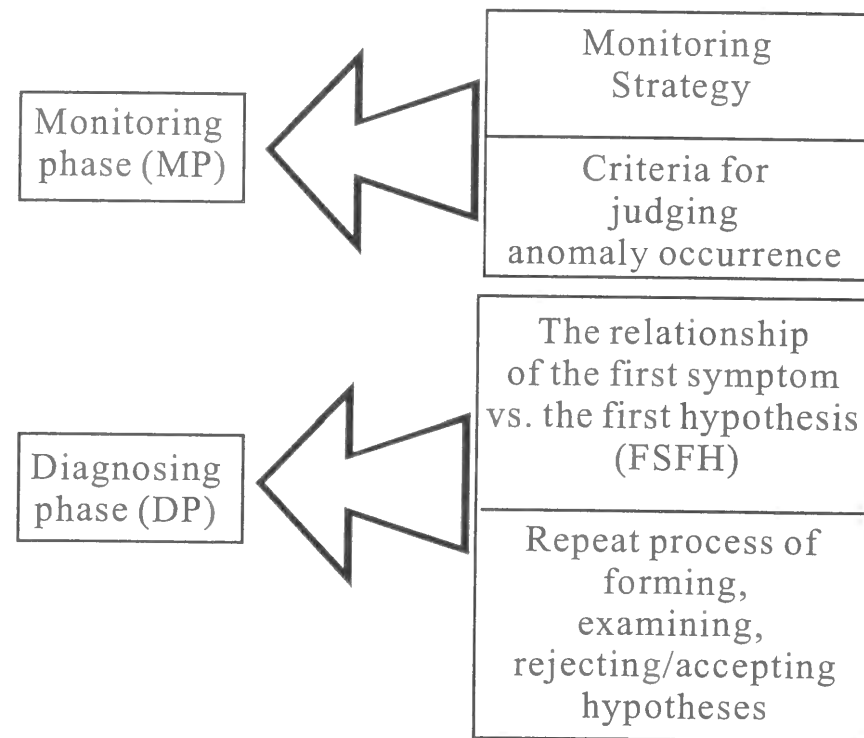 Monitoring
phase (MP)
Monitoring
Strategy
Criteria for
judging
anomaly occurrence
Diagnosing
phase (DP)
The relationship
of the first symptom
vs. the first hypothesis
(FSFH)
Repeat process of
forming,
examining,
rejecting/accepting
hypotheses